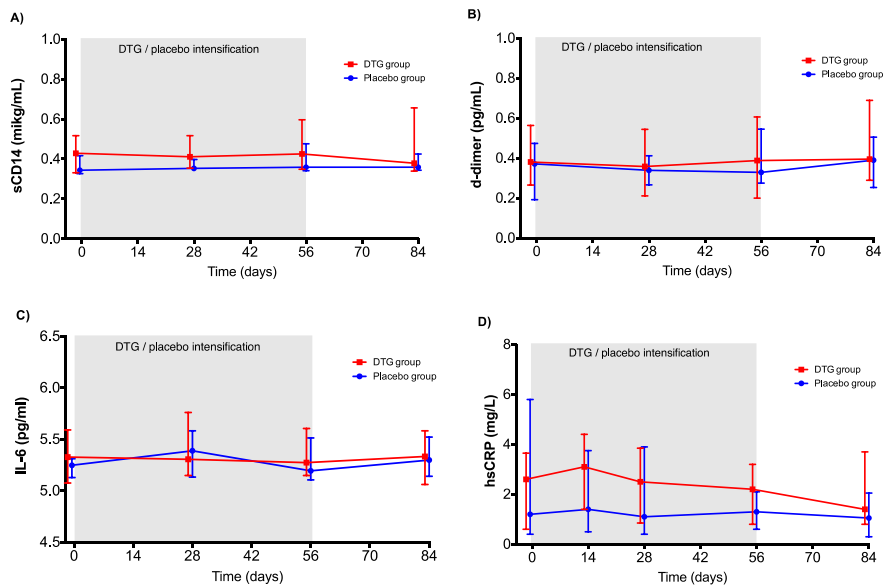 A)
DTG / placebo intensification
DTG group
Placebo group
sCD14 (mikg/mL)
1.0
0.8
0.6
0.4
0.2
0.0
0 14 28 42 56 70 84
Time (days)
B)
DTG / placebo intensification
DTG group
Placebo group
d-dimer (pg/mL)
1.0
0.8
0.6
0.4
0.2
0.0
0 14 28 42 56 70 84
Time (days)
C)
DTG / placebo intensification
DTG group
Placebo group
IL-6 (pg/ml)
6.5
6.0
5.5
5.0
4.5
0 14 28 42 56 70 84
Time (days)
D)
DTG / placebo intensification
DTG group
Placebo group
hsCRP (mg/L)
8
6
4
2
0
0 14 28 42 56 70 84
Time (days)